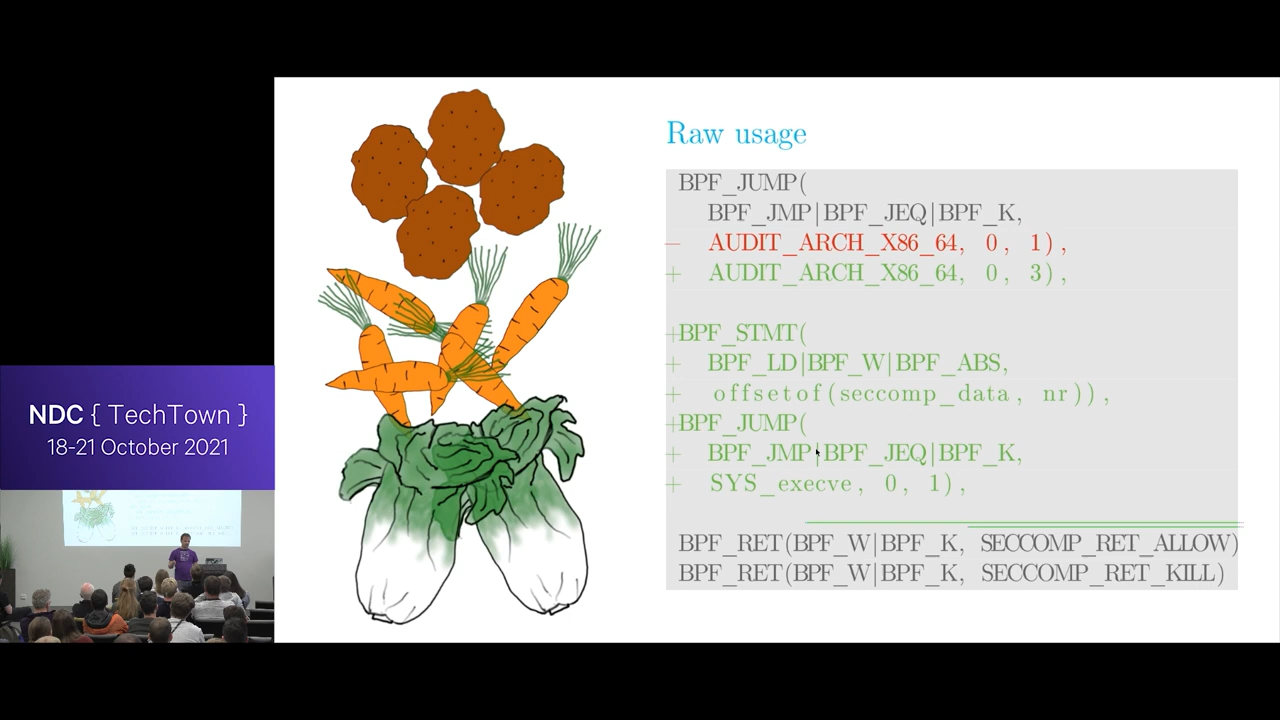 Raw usage
BPF_JUMP(
BPF_JMP|BPF_JEQ|BPF_K,
− AUDIT_ARCH_X86_64, 0, 1),
+ AUDIT_ARCH_X86_64, 0, 3),
+BPF_STMT(
+ BPF_LD|BPF_W|BPF_ABS,
+ offsetof(seccomp_data, nr)),
+BPF_JUMP(
+ BPF_JMP|BPF_JEQ|BPF_K,
+ SYS_execve, 0, 1),
BPF_RET(BPF_W|BPF_K, SECCOMP_RET_ALLOW)
BPF_RET(BPF_W|BPF_K, SECCOMP_RET_KILL)
NDC { TechTown }
18-21 October 2021